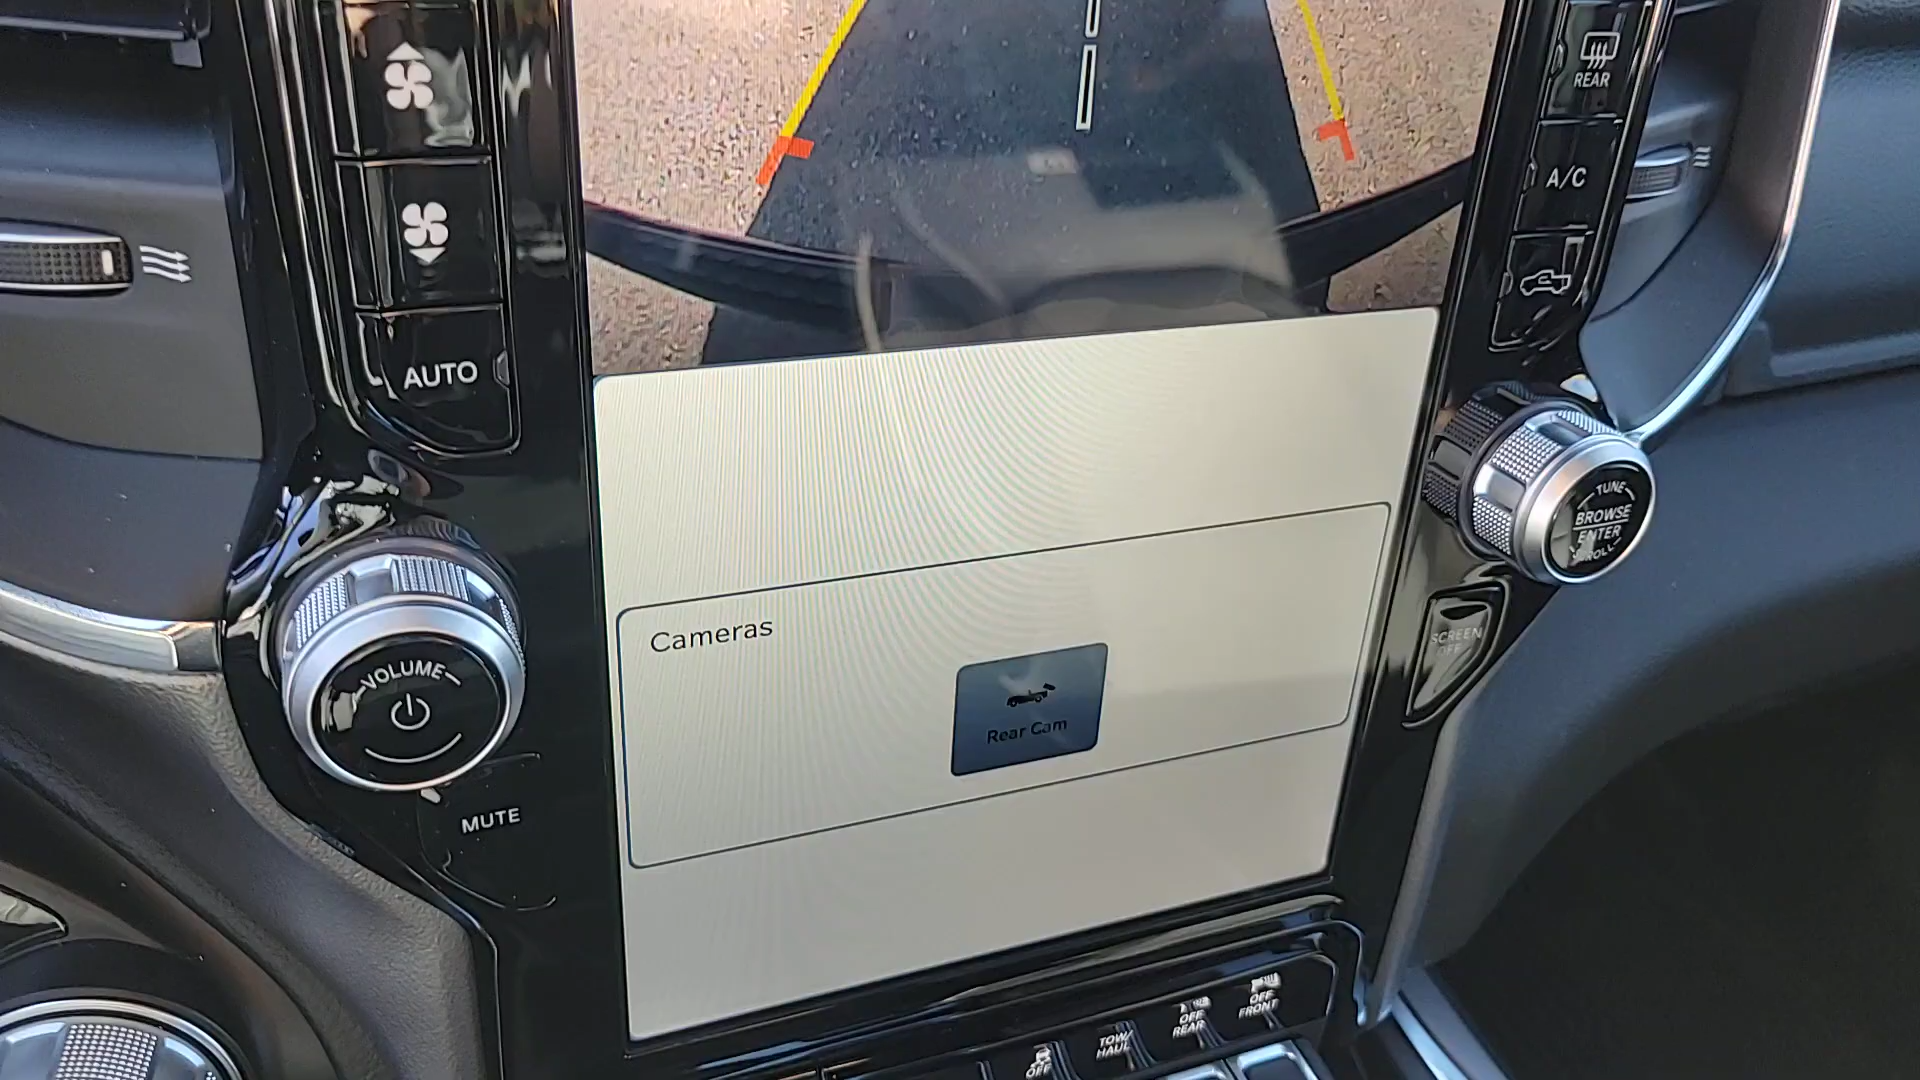 REAR
A/C
AUTO
TUNE
BROWSE
ENTER
SCROLL
SCREEN
OFF
Cameras
Rear Cam
VOLUME
MUTE
OFF
TOW/
HAUL
OFF
REAR
OFF
FRONT